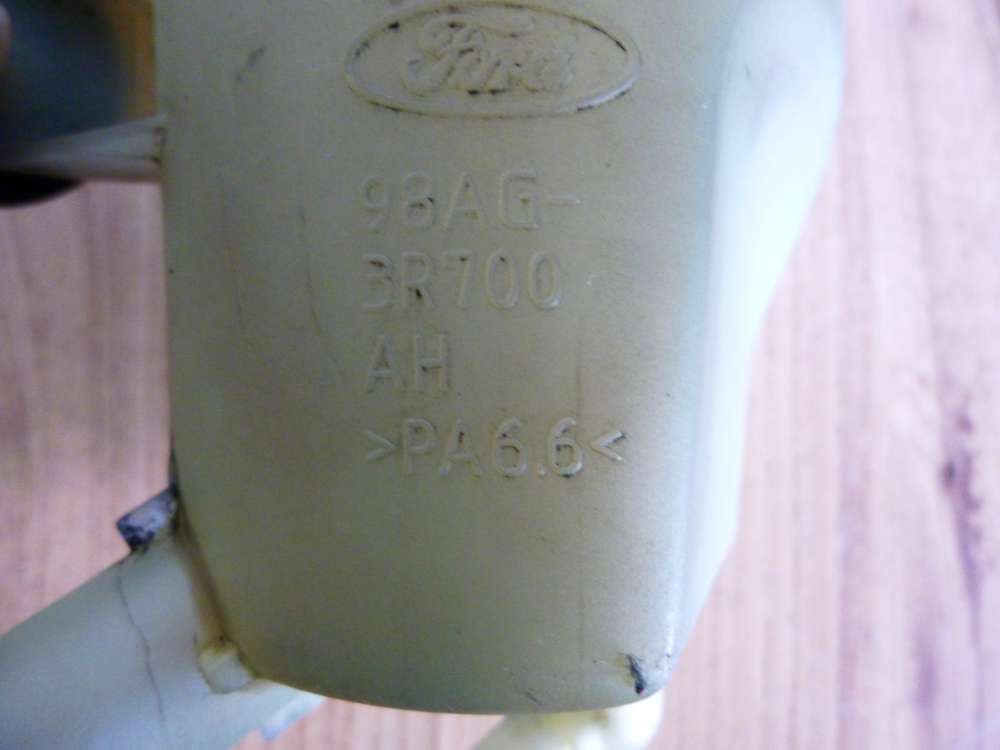 Ford
98AG-
3R700
AH
>PA6.6<